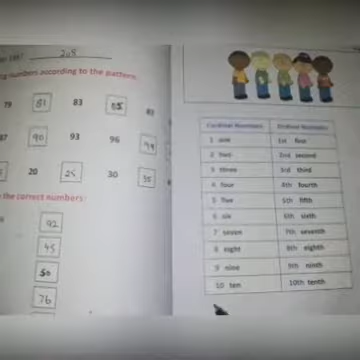 208
ng numbers according to the pattern:
79 81 83 85
87 90 93 96 99
20 25 30 35
the correct numbers:
92
45
50
76
Cardinal Numbers Ordinal Numbers
1 one 1st first
2 two 2nd second
3 three 3rd third
4 four 4th fourth
5 five 5th fifth
6 six 6th sixth
7 seven 7th seventh
8 eight 8th eighth
9 nine 9th ninth
10 ten 10th tenth